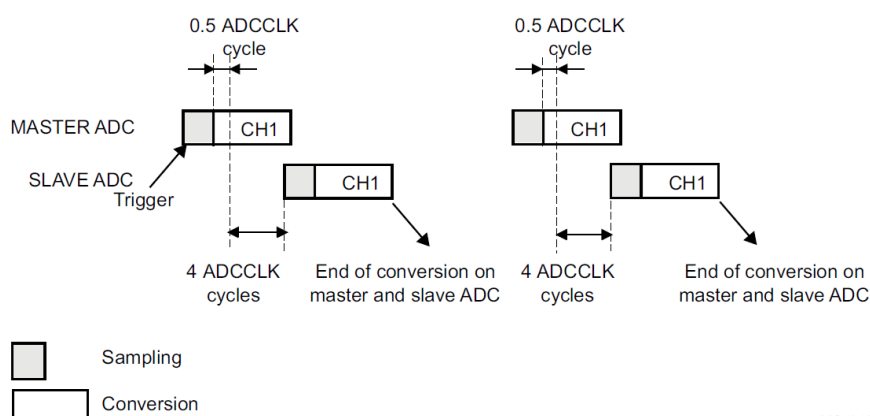 0.5 ADCCLK
cycle
0.5 ADCCLK
cycle
MASTER ADC
CH1
CH1
SLAVE ADC
CH1
CH1
Trigger
4 ADCCLK
cycles
End of conversion on
master and slave ADC
4 ADCCLK
cycles
End of conversion on
master and slave ADC
Sampling
Conversion